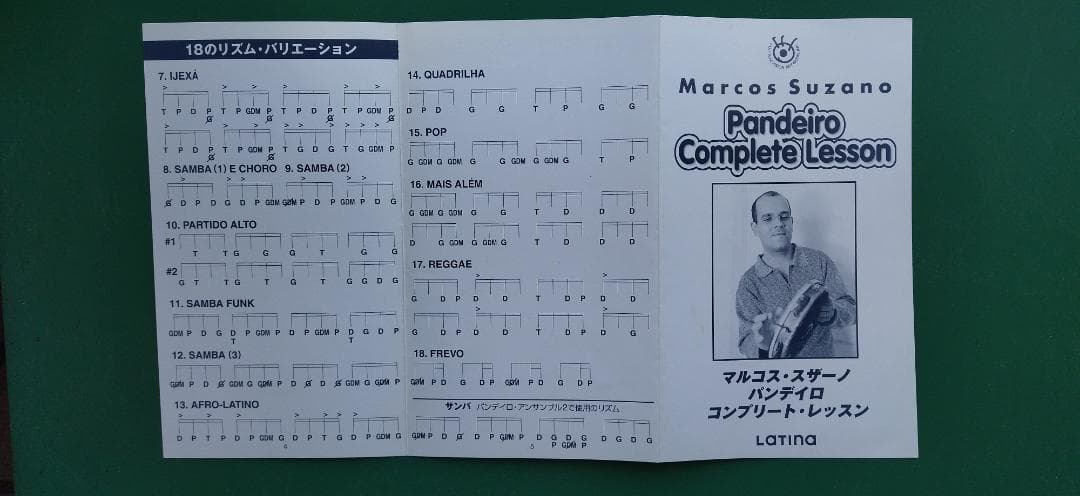 18のリズム・バリエーション
7. IJEXÁ
T P D P T P GDM P T P D P T P GDM P
T P D P T P GDM P T G D G T G GDM P
8. SAMBA (1) E CHORO 9. SAMBA (2)
10. PARTIDO ALTO
#1
T T G G G T G G
#2
G T T G T G G G D G
11. SAMBA FUNK
GDM P D G D P GDM P D P GDM P D G D P
T T
12. SAMBA (3)
13. AFRO-LATINO
D P T P D P GDM G D P T G D P GDM G
4
14. QUADRILHA
D P D G G T P G G
15. POP
G GDM G GDM G G GDM G GDM G T P
16. MAIS ALÉM
G GDM G GDM G G T D D D
D G GDM G GDM G T D D D
17. REGGAE
G D P D D T D P D D
G D P D D T D P D G
18. FREVO
サンバ パンデイロ・アンサンブル2で使用のリズム
5
Marcos Suzano
Pandeiro
Complete Lesson
マルコス・スザーノ
パンデイロ
コンプリート・レッスン
LATINA